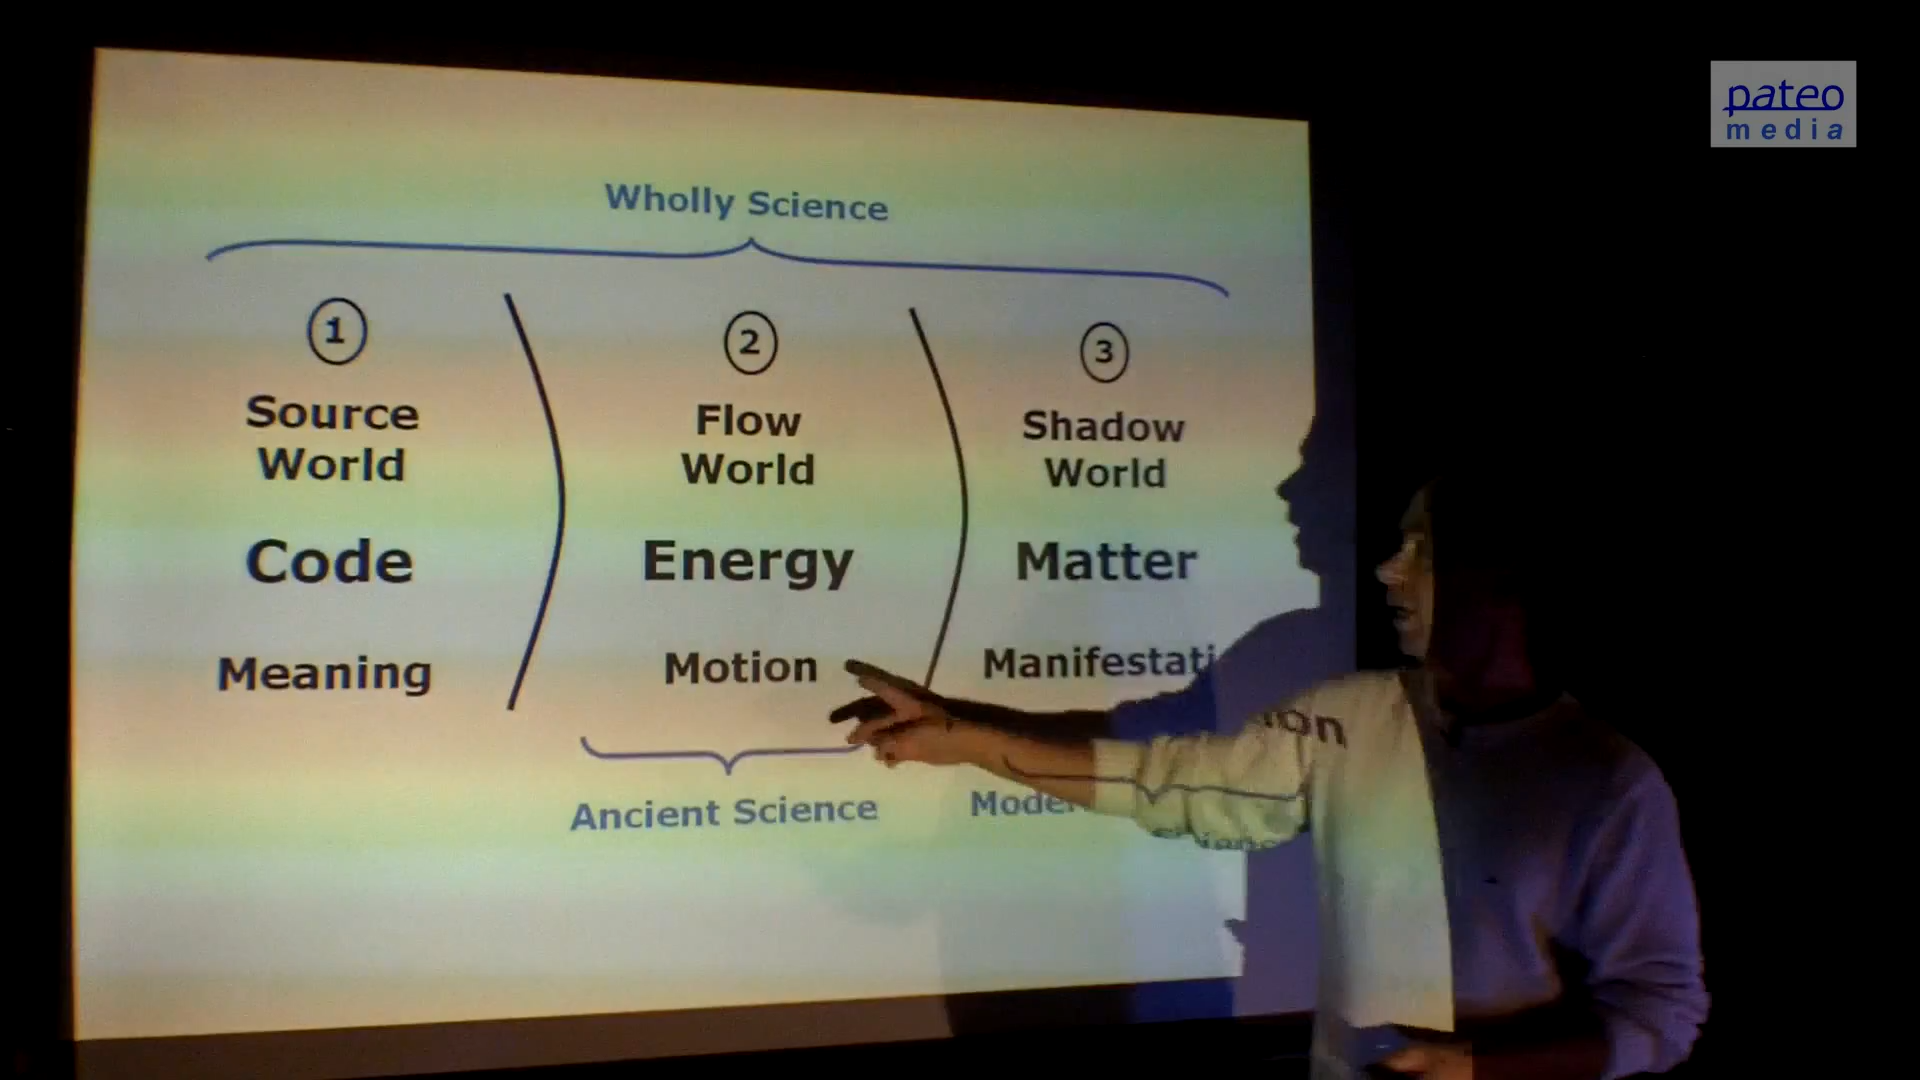 pateo
media
Wholly Science
1
2
3
Source
World
Flow
World
Shadow
World
Code
Energy
Matter
Meaning
Motion
Manifestation
Ancient Science